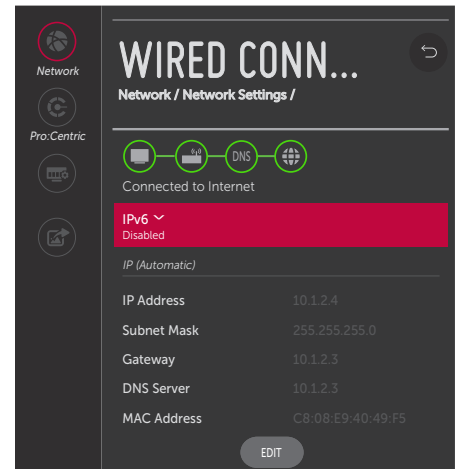 Network
Pro:Centric
WIRED CONN...
Network / Network Settings /
DNS
Connected to Internet
IPv6
Disabled
IP (Automatic)
IP Address 10.1.2.4
Subnet Mask 255.255.255.0
Gateway 10.1.2.3
DNS Server 10.1.2.3
MAC Address C8:08:E9:40:49:F5
EDIT